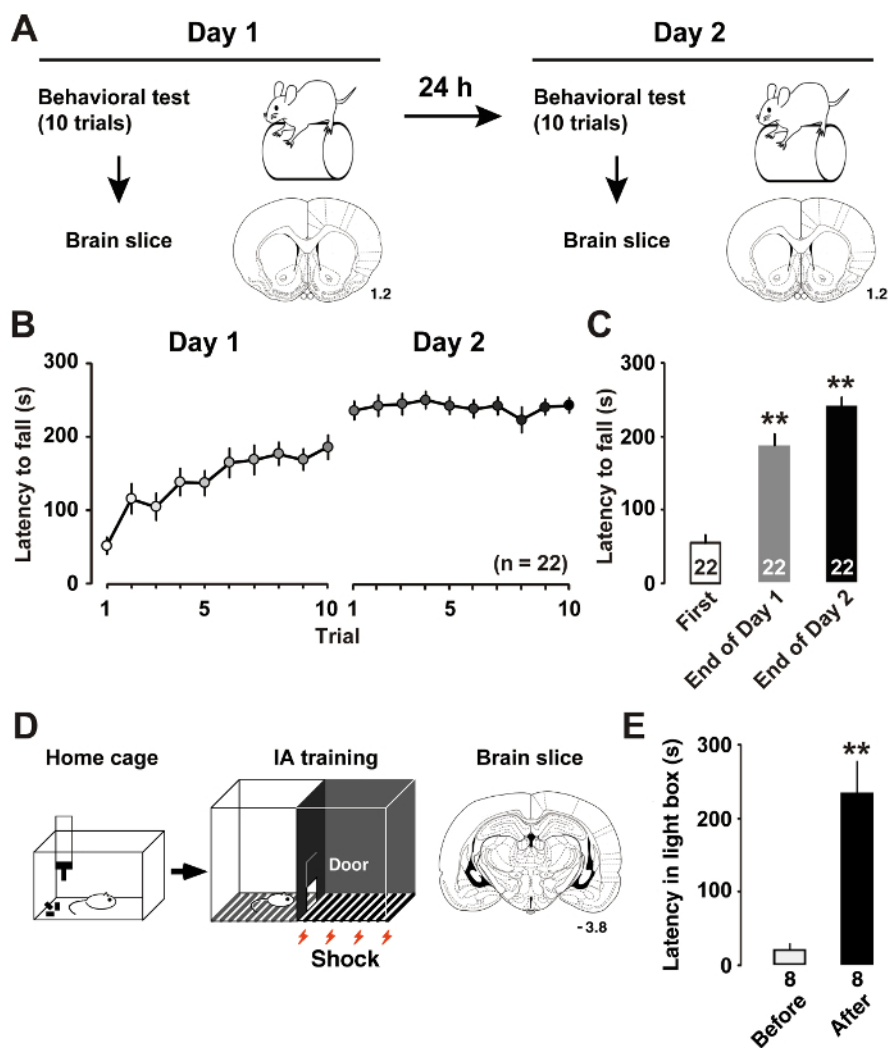 A
Day 1
Day 2
Behavioral test
(10 trials)
24 h
Behavioral test
(10 trials)
Brain slice
Brain slice
1.2
1.2
B
Day 1
Day 2
Latency to fall (s)
300
200
100
0
(n = 22)
1
5
10
1
5
10
Trial
C
Latency to fall (s)
300
200
100
0
**
**
22
22
22
First
End of Day 1
End of Day 2
D
Home cage
IA training
Brain slice
Door
Shock
- 3.8
E
Latency in light box (s)
300
200
100
0
**
8
8
Before
After